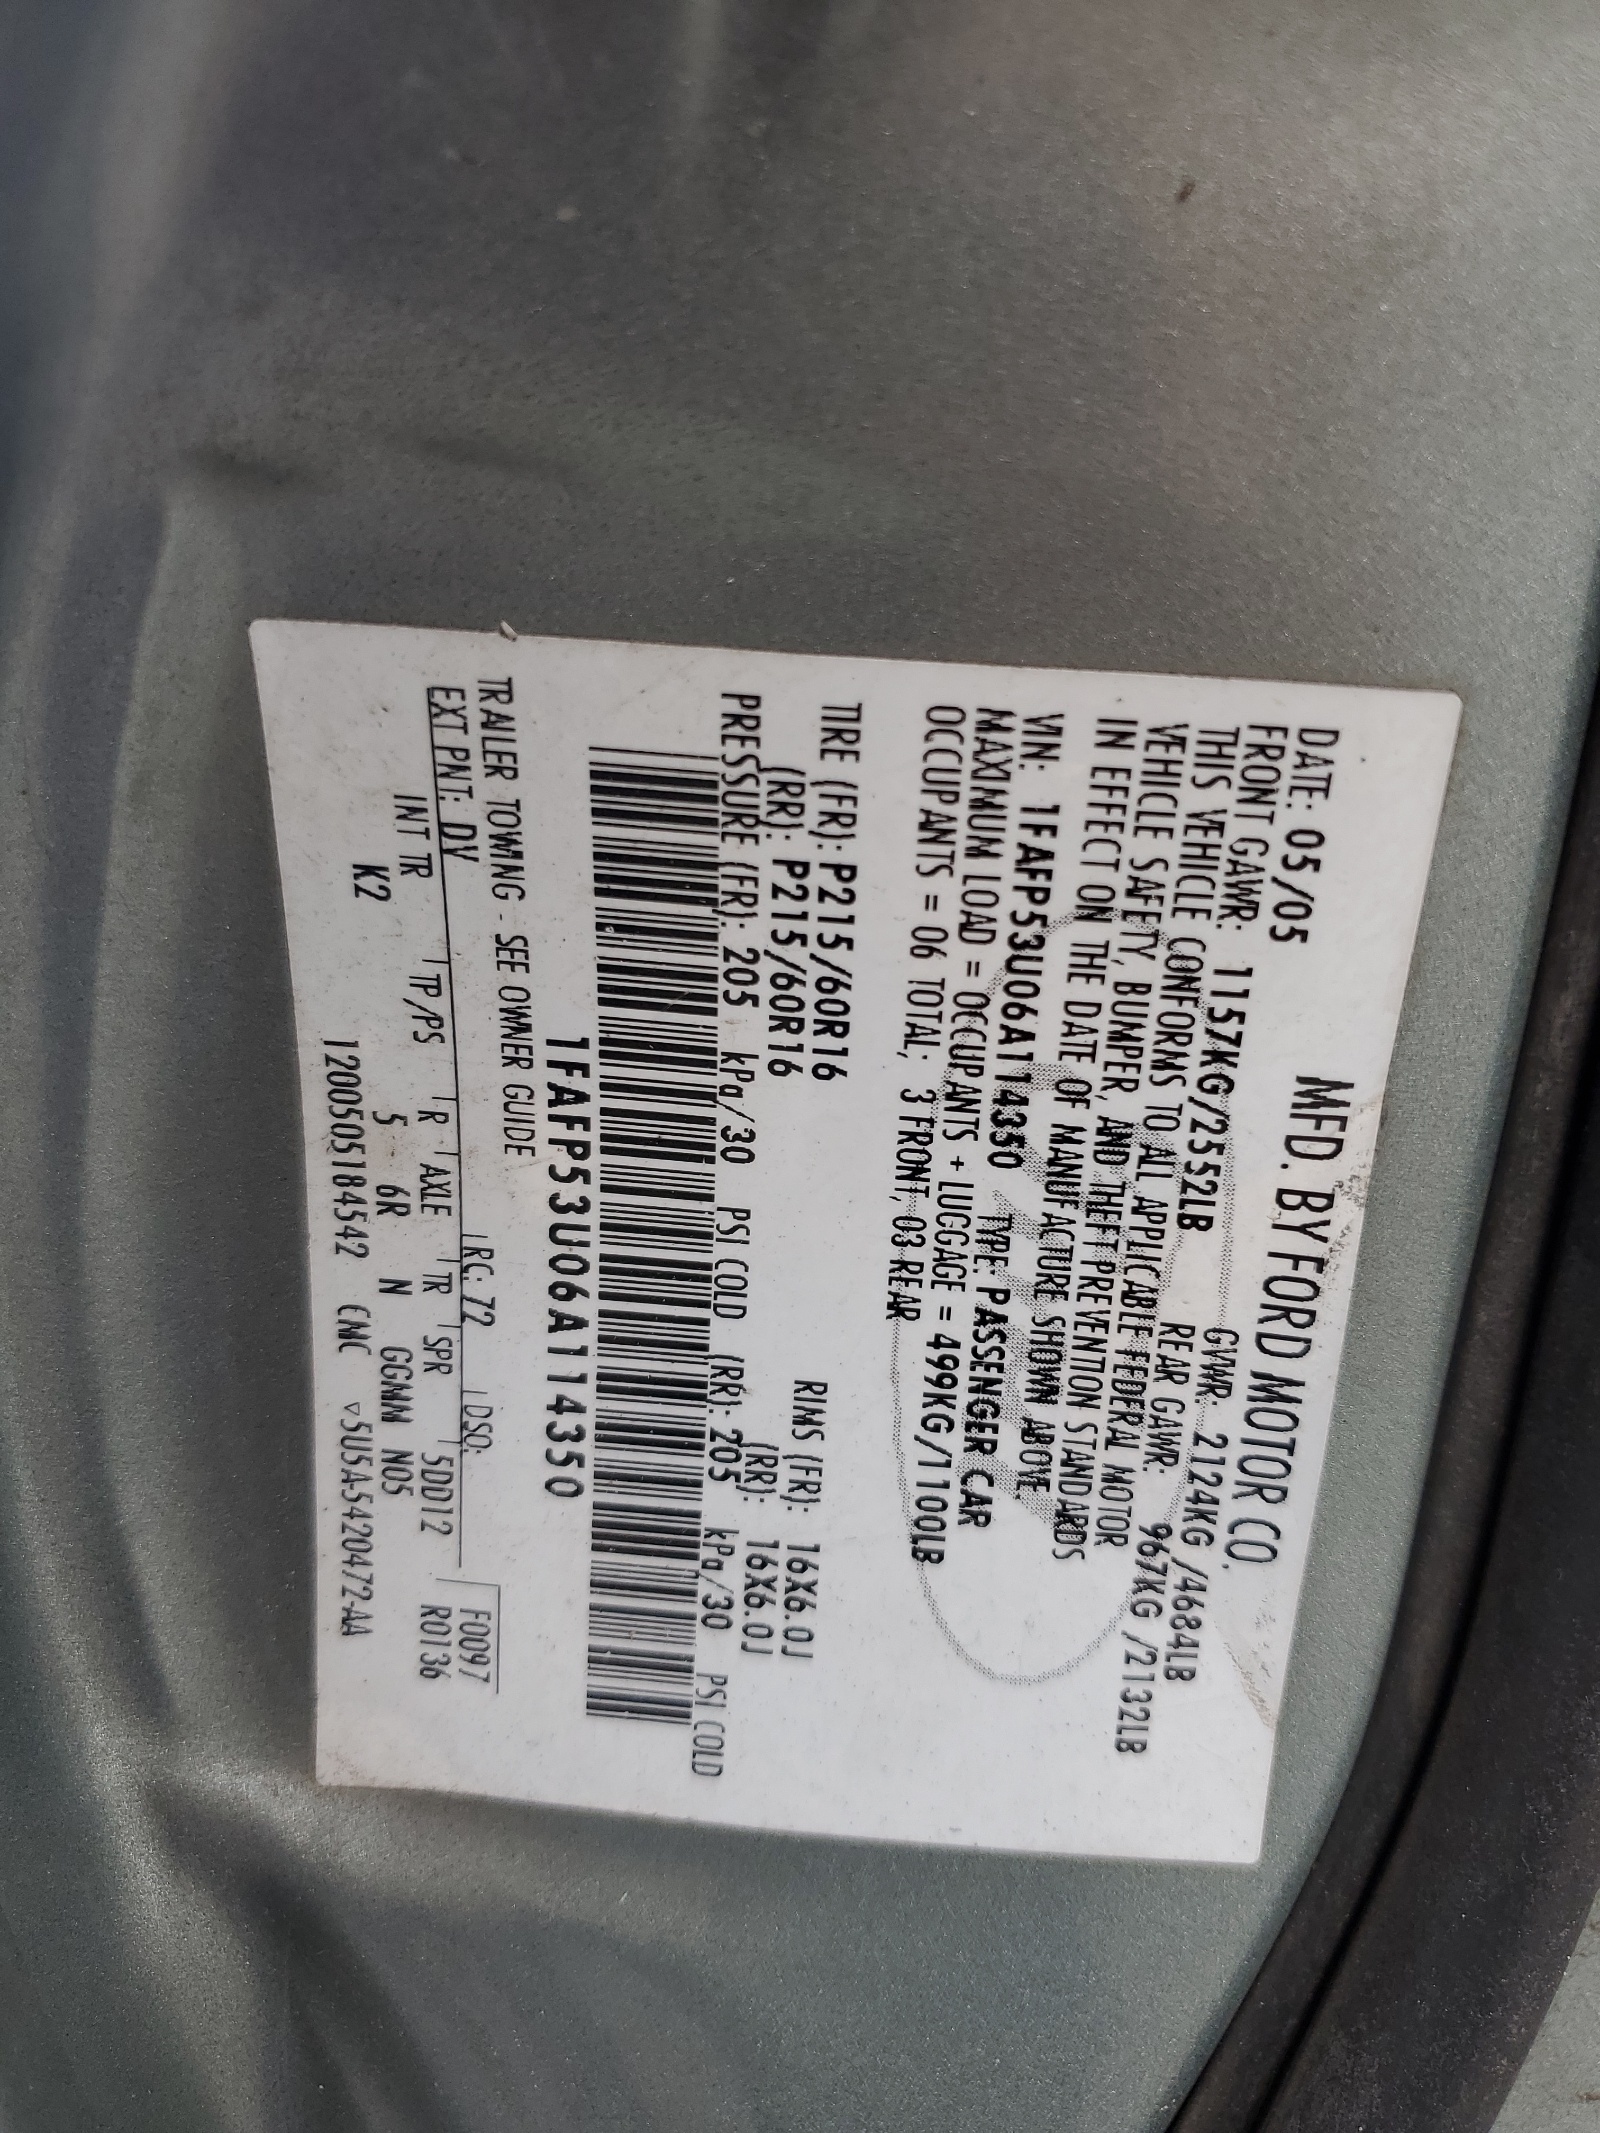 MFD. BY FORD MOTOR CO.
DATE: 05/05 GVWR: 2124KG /4684LB
FRONT GAWR: 1157KG/2552LB REAR GAWR: 967KG /2132LB
THIS VEHICLE CONFORMS TO ALL APPLICABLE FEDERAL MOTOR
VEHICLE SAFETY, BUMPER, AND THEFT PREVENTION STANDARDS
IN EFFECT ON THE DATE OF MANUFACTURE SHOWN ABOVE.
VIN: 1FAFP53U06A114350 TYPE: PASSENGER CAR
MAXIMUM LOAD = OCCUPANTS + LUGGAGE = 499KG/1100LB
OCCUPANTS = 06 TOTAL; 3 FRONT, 03 REAR
TIRE (FR): P215/60R16 RIMS (FR): 16X6.0J
(RR): P215/60R16 (RR): 16X6.0J
PRESSURE (FR): 205 kPa/30 PSI COLD (RR): 205 kPa/30 PSI COLD
1FAFP53U06A114350
TRAILER TOWING - SEE OWNER GUIDE
F0097
EXT PNT: DV RC: 72 DSO: R0136
INT TR TP/PS R AXLE TR SPR 5DD12
K2 5 6R N GGMM N05
1200505184542 CMC ▽5U5A-5420472-AA